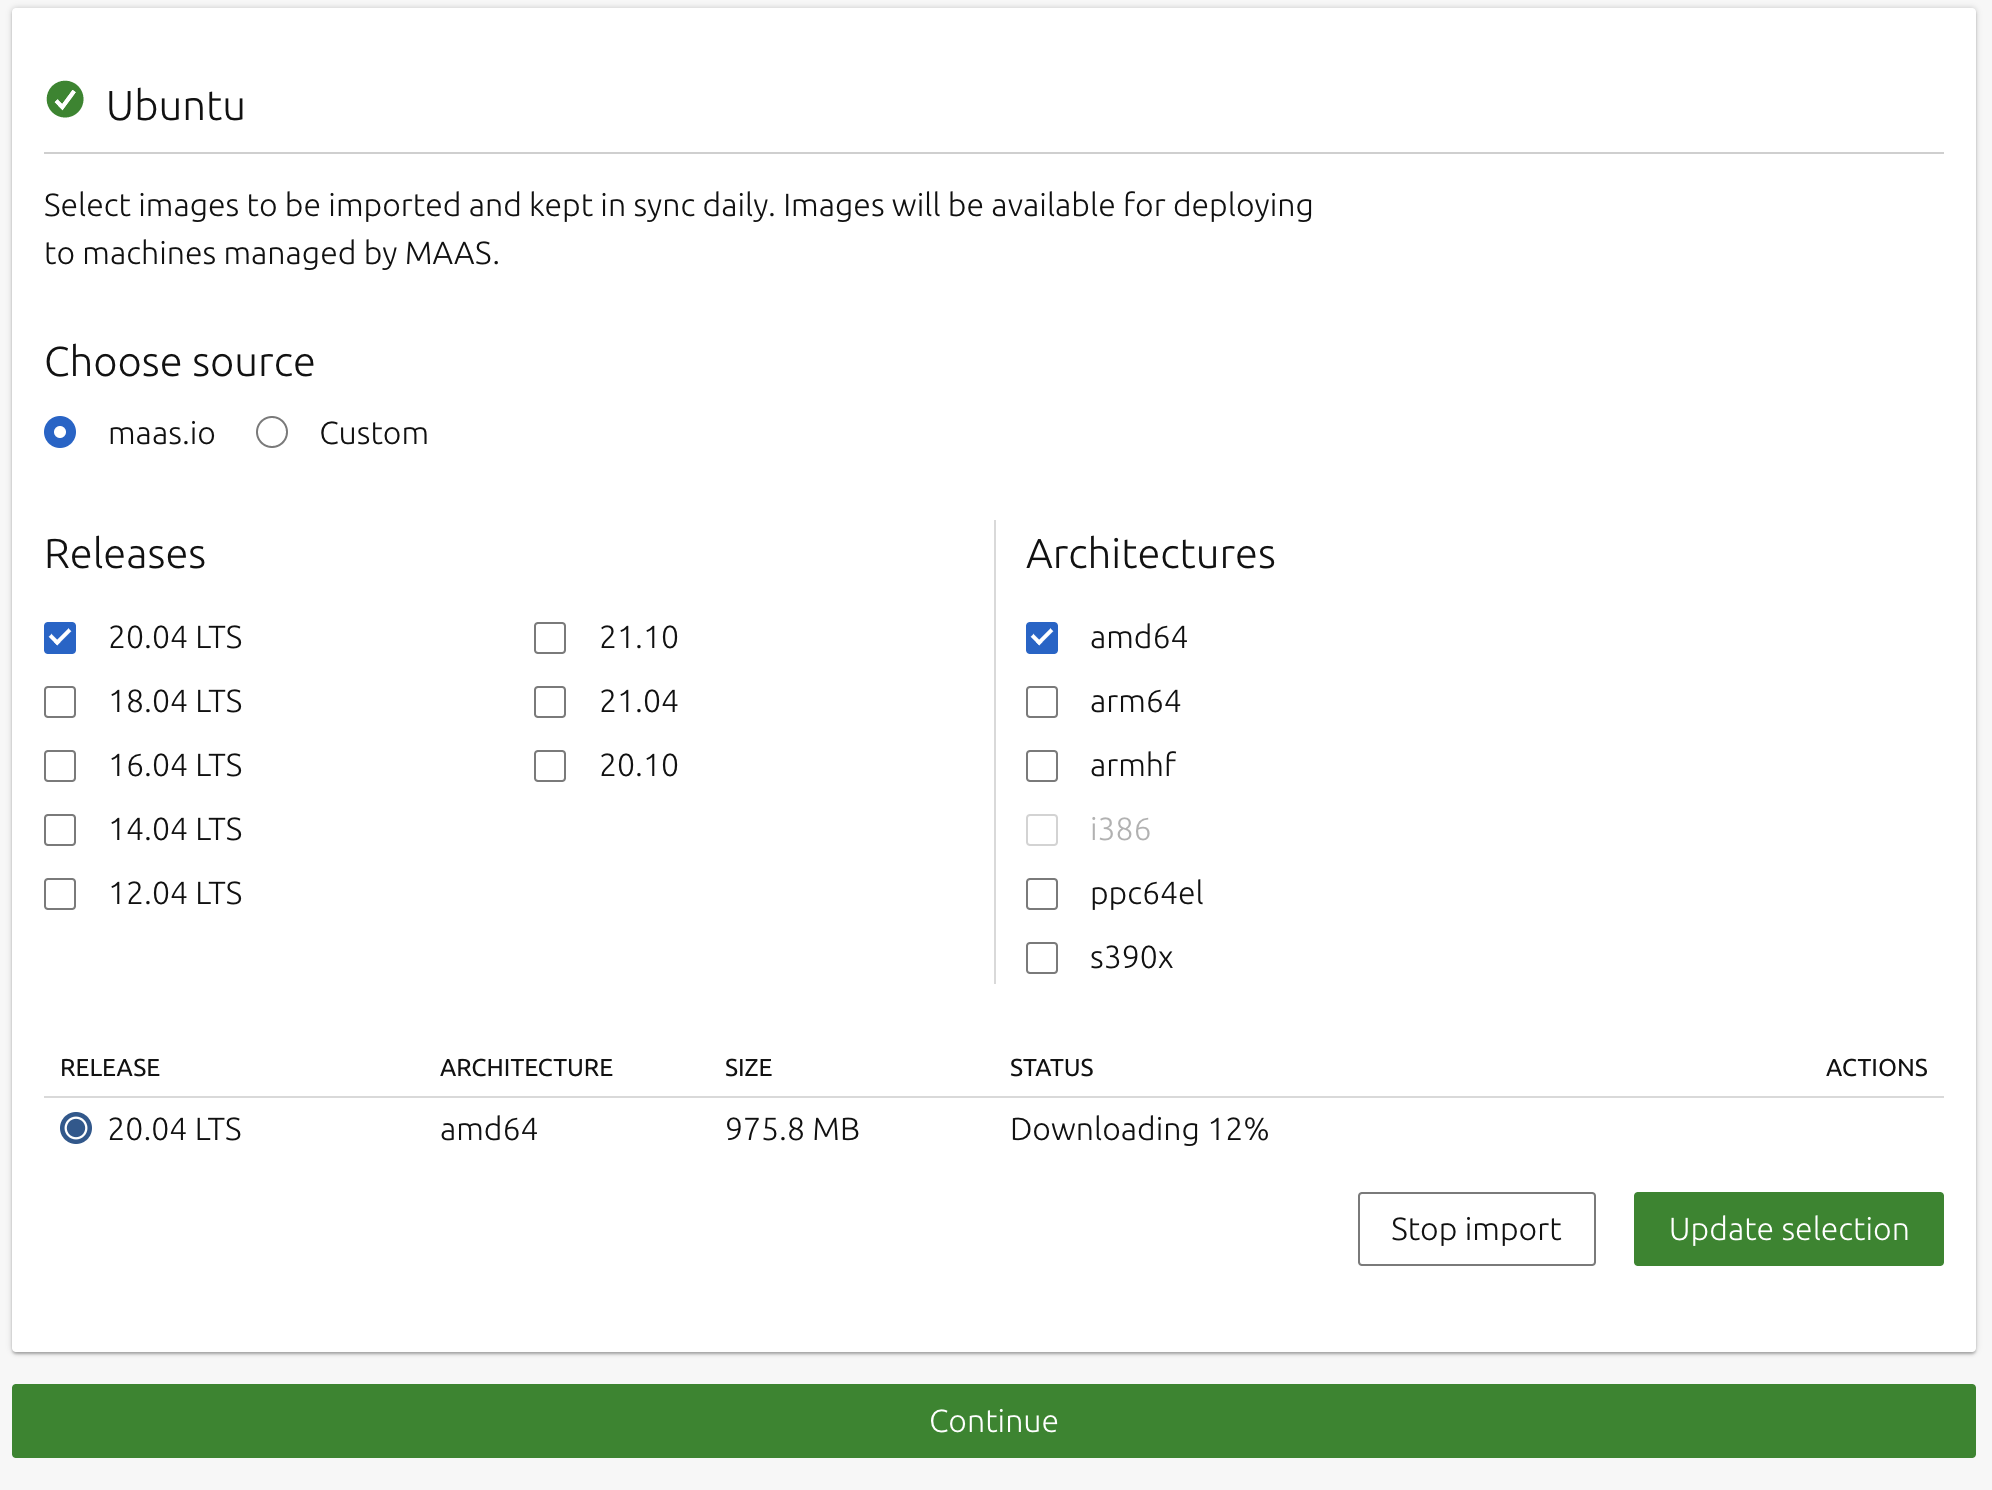 Ubuntu
Select images to be imported and kept in sync daily. Images will be available for deploying
to machines managed by MAAS.
Choose source
maas.io Custom
Releases
20.04 LTS 21.10
18.04 LTS 21.04
16.04 LTS 20.10
14.04 LTS
12.04 LTS
Architectures
amd64
arm64
armhf
i386
ppc64el
s390x
RELEASE ARCHITECTURE SIZE STATUS ACTIONS
20.04 LTS amd64 975.8 MB Downloading 12%
Stop import Update selection
Continue